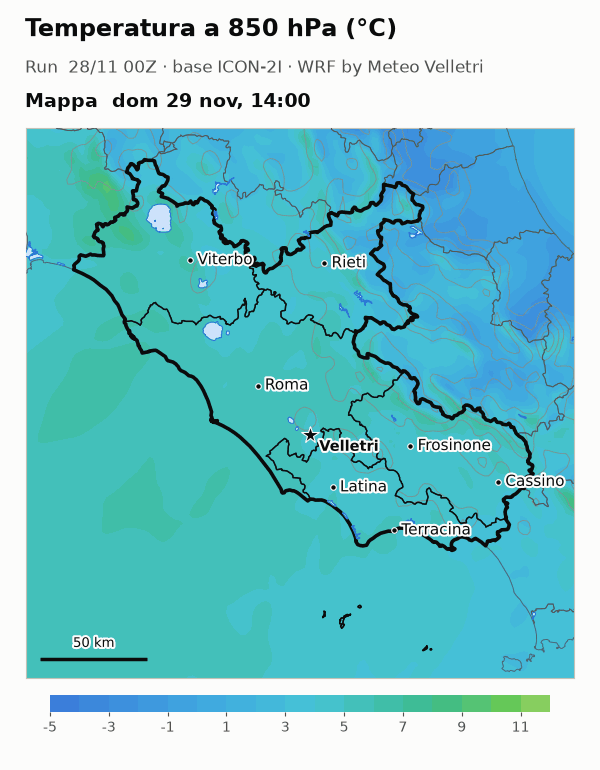 Temperatura a 850 hPa (°C)
Run  28/11 00Z · base ICON-2I · WRF by Meteo Velletri
Mappa  dom 29 nov, 14:00
Viterbo
Rieti
Roma
Velletri
Frosinone
Cassino
Latina
Terracina
50 km
-5 -3 -1 1 3 5 7 9 11